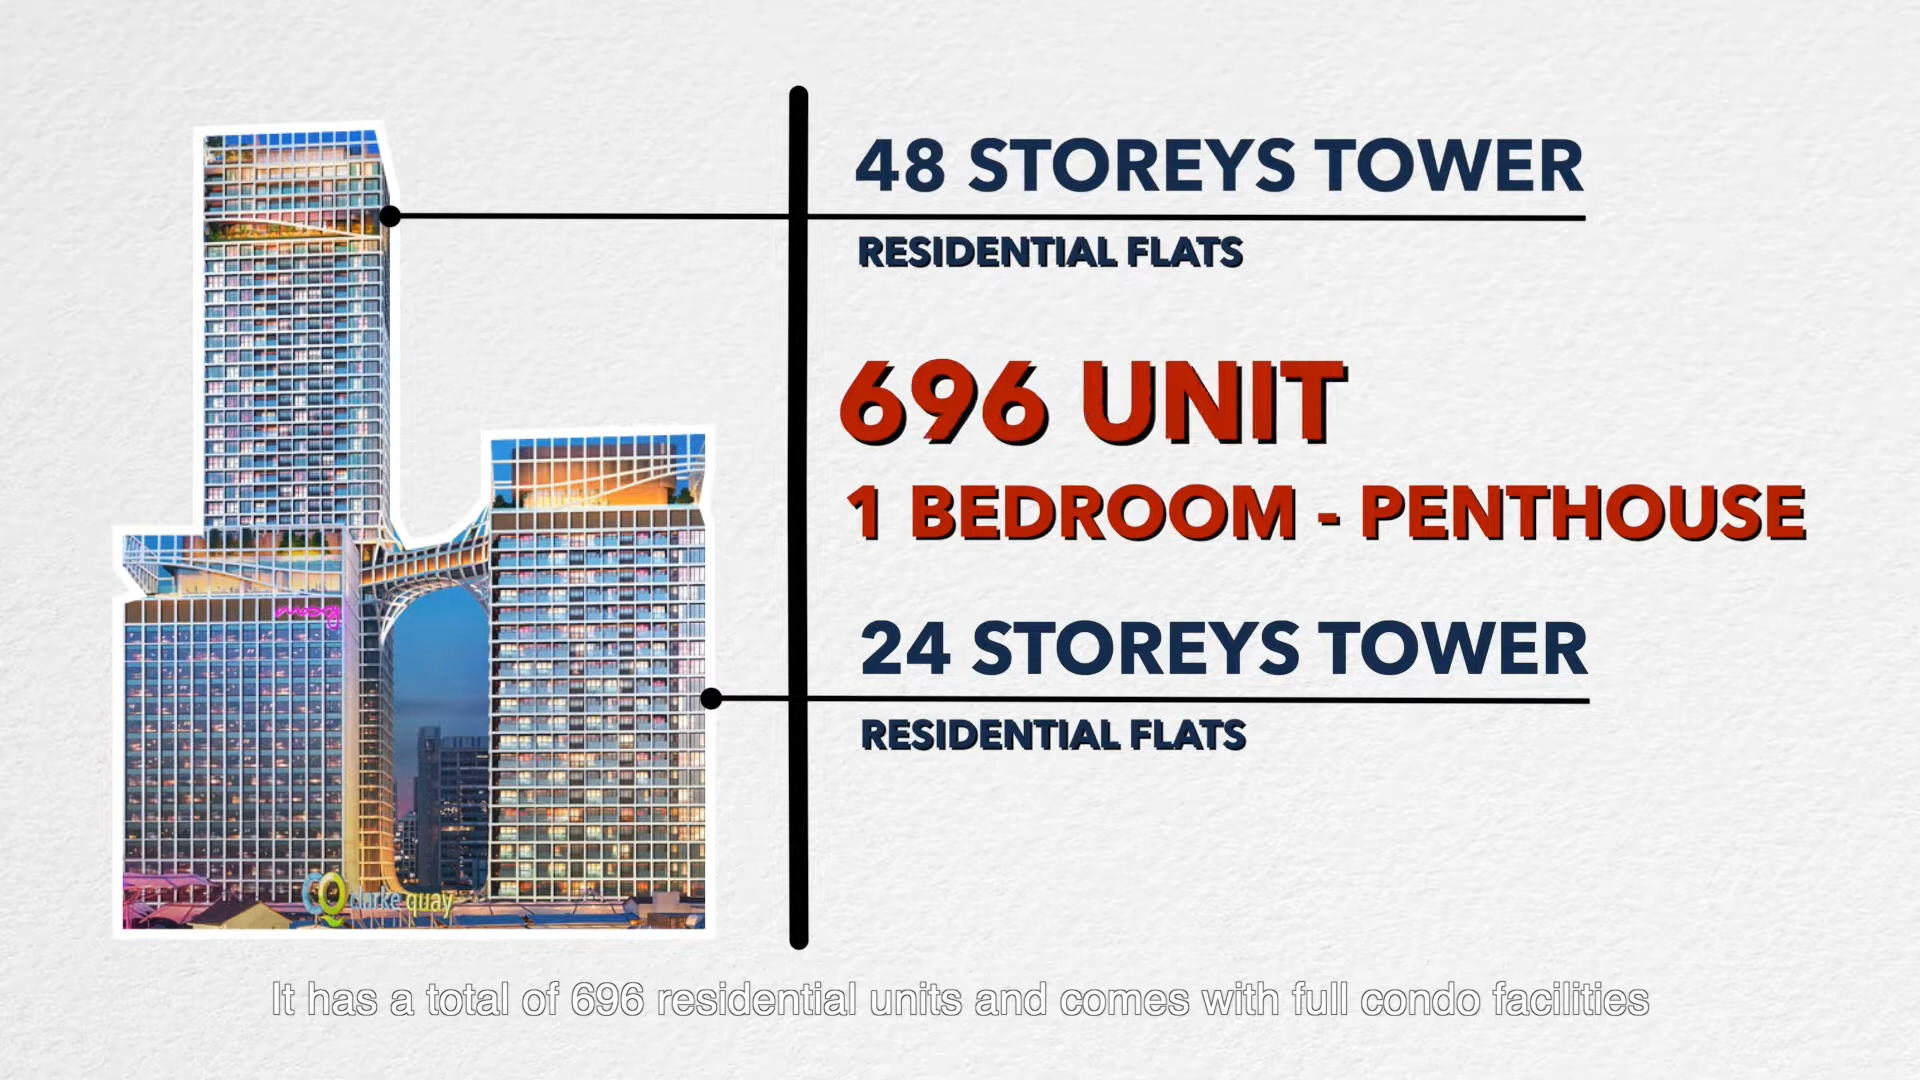 48 STOREYS TOWER
RESIDENTIAL FLATS
696 UNIT
1 BEDROOM - PENTHOUSE
24 STOREYS TOWER
RESIDENTIAL FLATS
CQ clarke quay
It has a total of 696 residential units and comes with full condo facilities